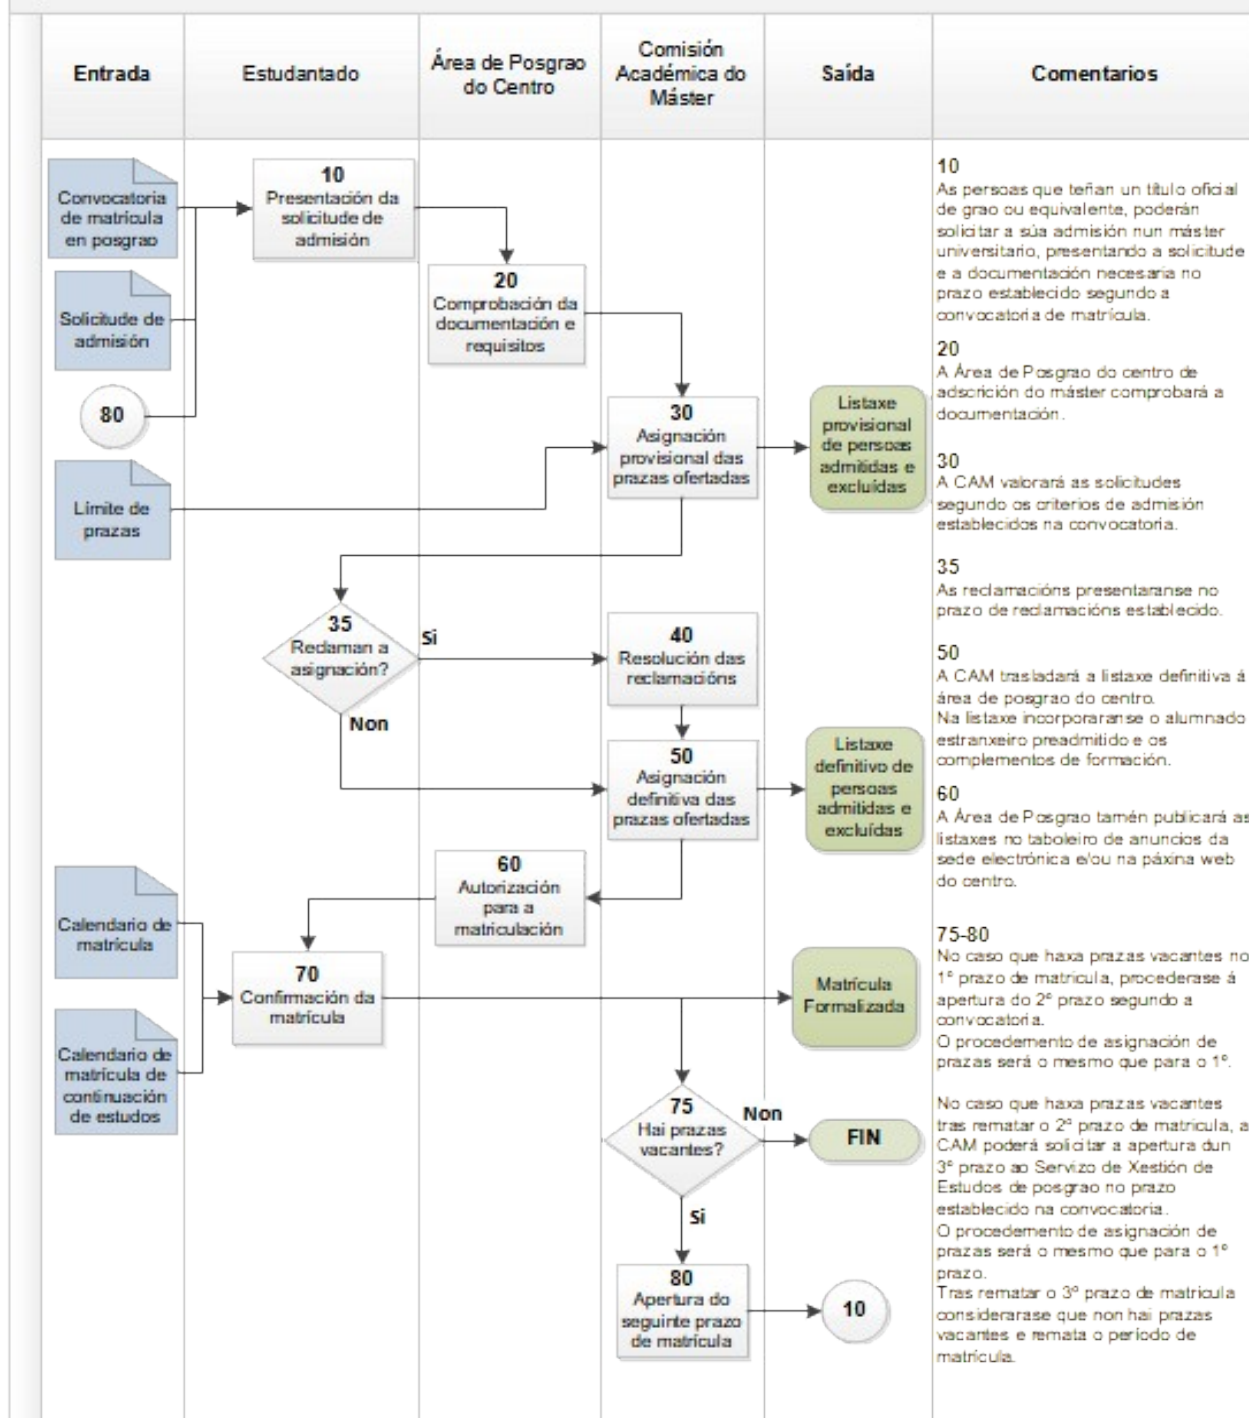 Entrada
Estudantado
Área de Posgrao
do Centro
Comisión
Académica do
Máster
Saída
Comentarios
Convocatoria
de matrícula
en posgrao
Solicitude de
admisión
80
Límite de
prazas
10
Presentación da
solicitude de
admisión
20
Comprobación da
documentación e
requisitos
30
Asignación
provisional das
prazas ofertadas
Listaxe
provisional
de persoas
admitidas e
excluídas
35
Reclaman a
asignación?
Si
Non
40
Resolución das
reclamacións
50
Asignación
definitiva das
prazas ofertadas
Listaxe
definitivo de
persoas
admitidas e
excluídas
60
Autorización
para a
matriculación
Calendario de
matrícula
Calendario de
matrícula de
continuación
de estudos
70
Confirmación da
matrícula
Matrícula
Formalizada
75
Hai prazas
vacantes?
Non
FIN
Si
80
Apertura do
seguinte prazo
de matrícula
10
10
As persoas que teñan un título oficial
de grao ou equivalente, poderán
solicitar a súa admisión nun máster
universitario, presentando a solicitude
e a documentación necesaria no
prazo establecido segundo a
convocatoria de matrícula.
20
A Área de Posgrao do centro de
adscrición do máster comprobará a
documentación.
30
A CAM valorará as solicitudes
segundo os criterios de admisión
establecidos na convocatoria.
35
As reclamacións presentaranse no
prazo de reclamacións establecido.
50
A CAM trasladará a listaxe definitiva á
área de posgrao do centro.
Na listaxe incorporaranse o alumnado
estranxeiro preadmitido e os
complementos de formación.
60
A Área de Posgrao tamén publicará as
listaxes no taboleiro de anuncios da
sede electrónica e/ou na páxina web
do centro.
75-80
No caso que haxa prazas vacantes no
1º prazo de matricula, procederase á
apertura do 2º prazo segundo a
convocatoria.
O procedemento de asignación de
prazas será o mesmo que para o 1º.
No caso que haxa prazas vacantes
tras rematar o 2º prazo de matricula, a
CAM poderá solicitar a apertura dun
3º prazo ao Servizo de Xestión de
Estudos de posgrao no prazo
establecido na convocatoria.
O procedemento de asignación de
prazas será o mesmo que para o 1º
prazo.
Tras rematar o 3º prazo de matricula
considerarase que non hai prazas
vacantes e remata o período de
matrícula.